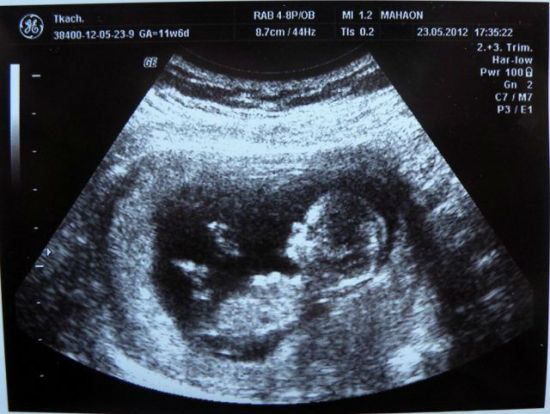 Tkach. RAB 4-8P/OB MI 1.2 MAHAON
38400-12-05-23-9 GA=11w6d 8.7cm / 44Hz TIs 0.2 23.05.2012 17:35:22
2.+3. Trim.
Har-low
Pwr 100
Gn 2
C7 / M7
P3 / E1
GE